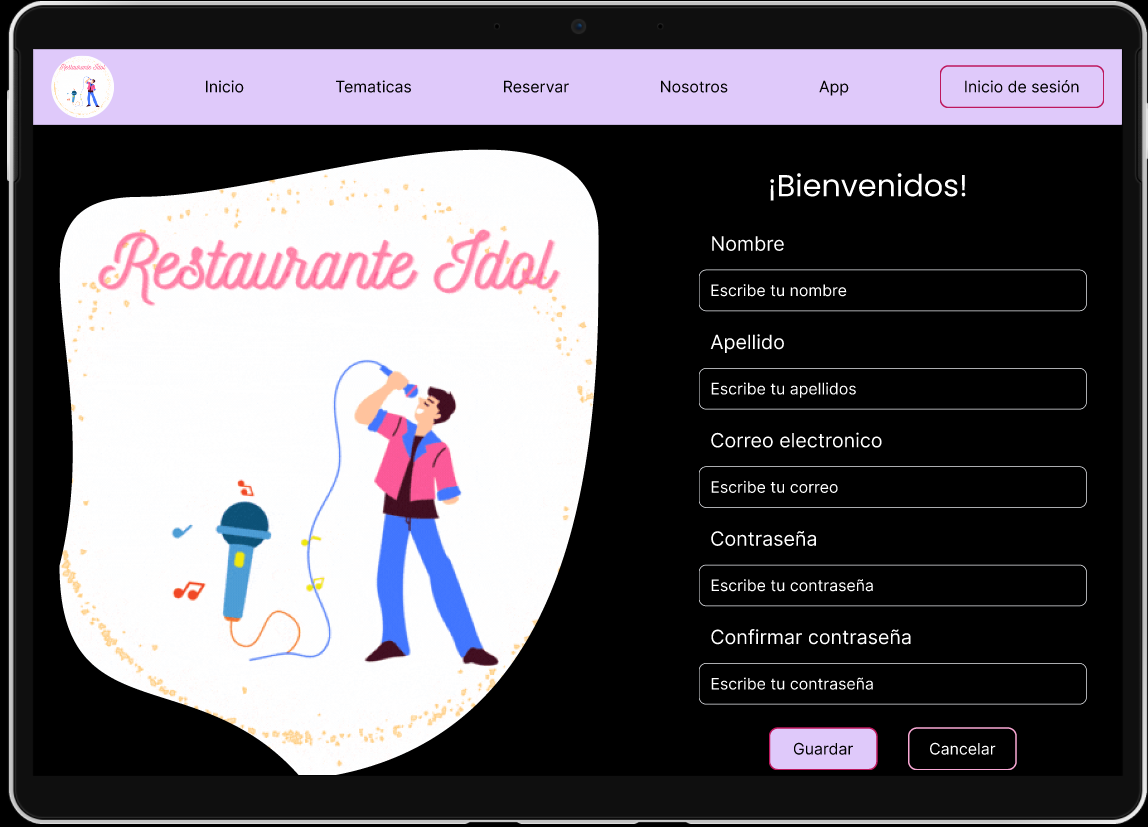 Restaurante Idol
Inicio
Tematicas
Reservar
Nosotros
App
Inicio de sesión
Restaurante Idol
¡Bienvenidos!
Nombre
Escribe tu nombre
Apellido
Escribe tu apellidos
Correo electronico
Escribe tu correo
Contraseña
Escribe tu contraseña
Confirmar contraseña
Escribe tu contraseña
Guardar
Cancelar